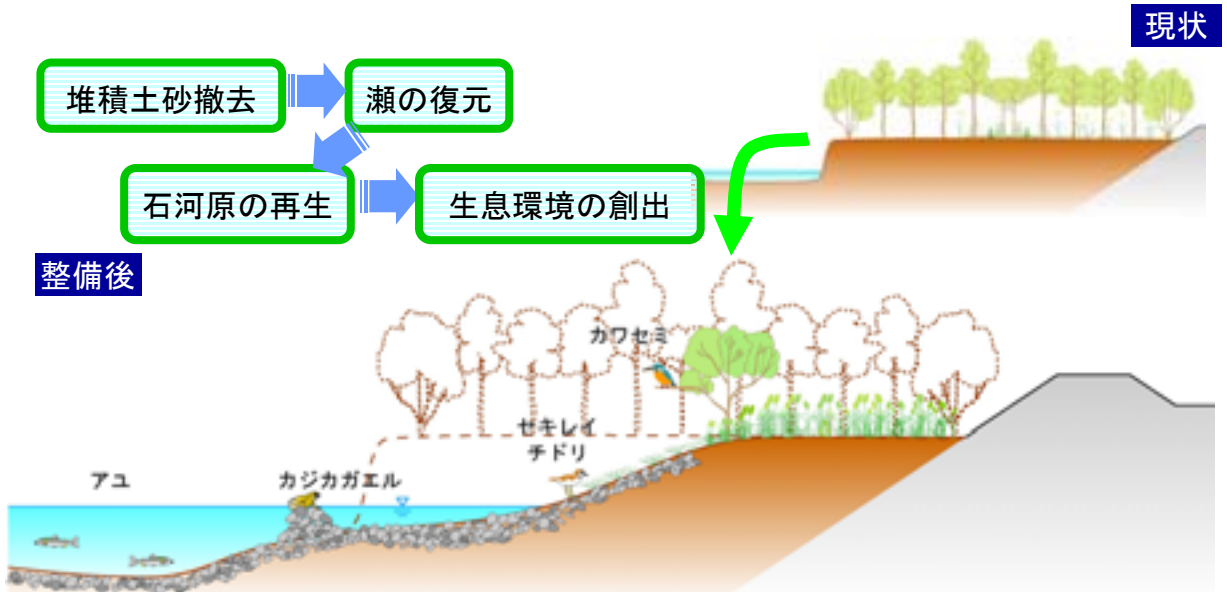 現状
堆積土砂撤去
瀬の復元
石河原の再生
生息環境の創出
整備後
カワセミ
セキレイ
チドリ
アユ
カジカガエル